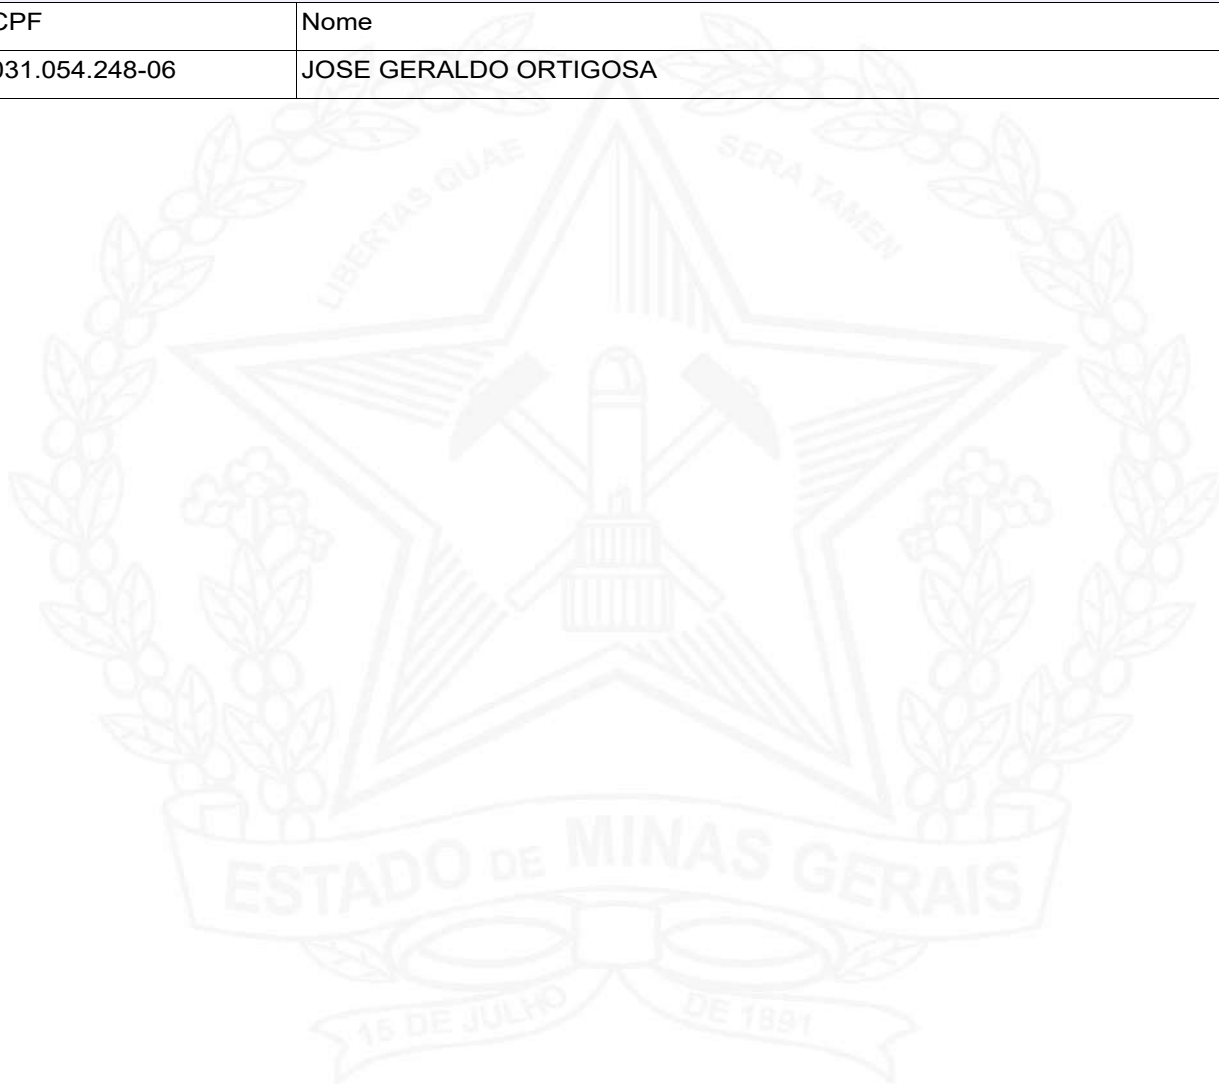 CPF Nome
031.054.248-06 JOSE GERALDO ORTIGOSA
LIBERTAS QUAE SERA TAMEN
ESTADO DE MINAS GERAIS
15 DE JULHO DE 1891